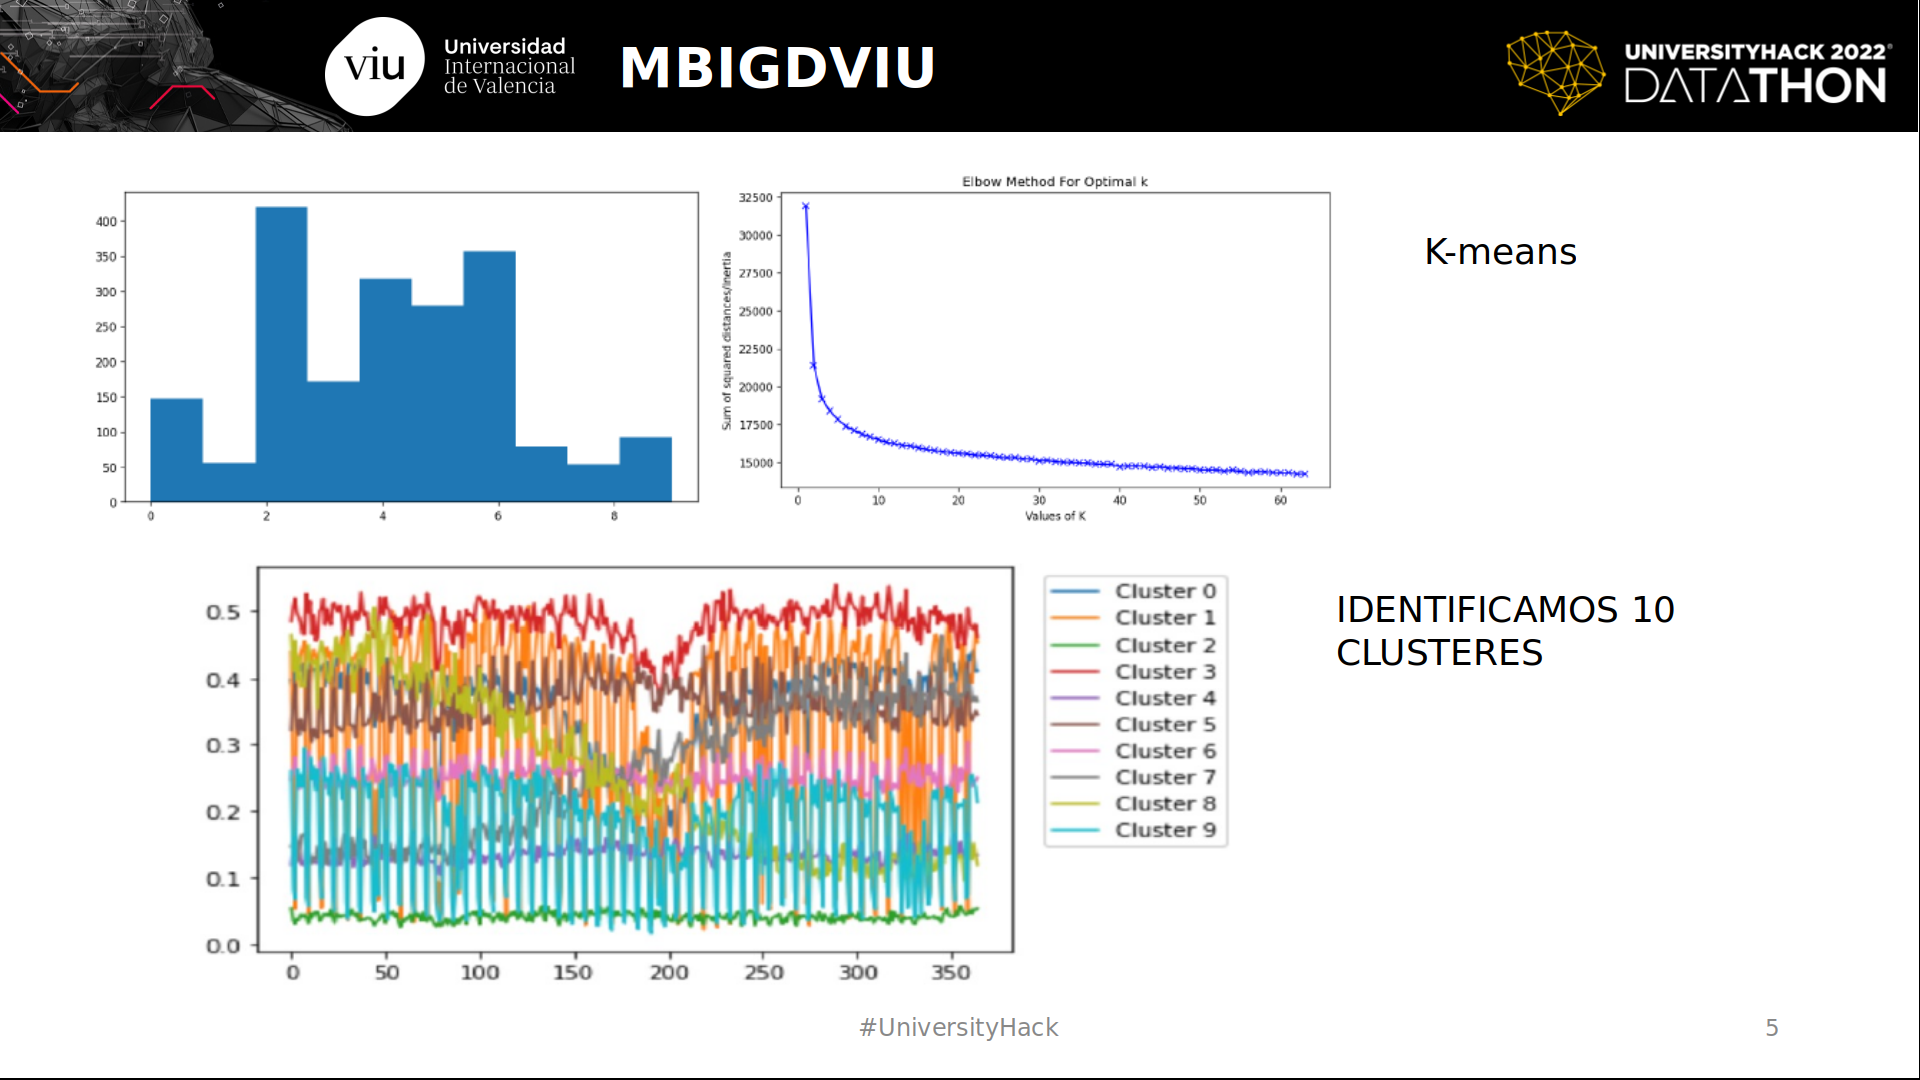 viu
Universidad
Internacional
de Valencia
MBIGDVIU
UNIVERSITYHACK 2022
DATATHON
400
350
300
250
200
150
100
50
0
0 2 4 6 8
Elbow Method For Optimal k
Sum of squared distances/inertia
32500
30000
27500
25000
22500
20000
17500
15000
0 10 20 30 40 50 60
Values of K
K-means
0.5
0.4
0.3
0.2
0.1
0.0
0 50 100 150 200 250 300 350
Cluster 0
Cluster 1
Cluster 2
Cluster 3
Cluster 4
Cluster 5
Cluster 6
Cluster 7
Cluster 8
Cluster 9
IDENTIFICAMOS 10
CLUSTERES
#UniversityHack
5